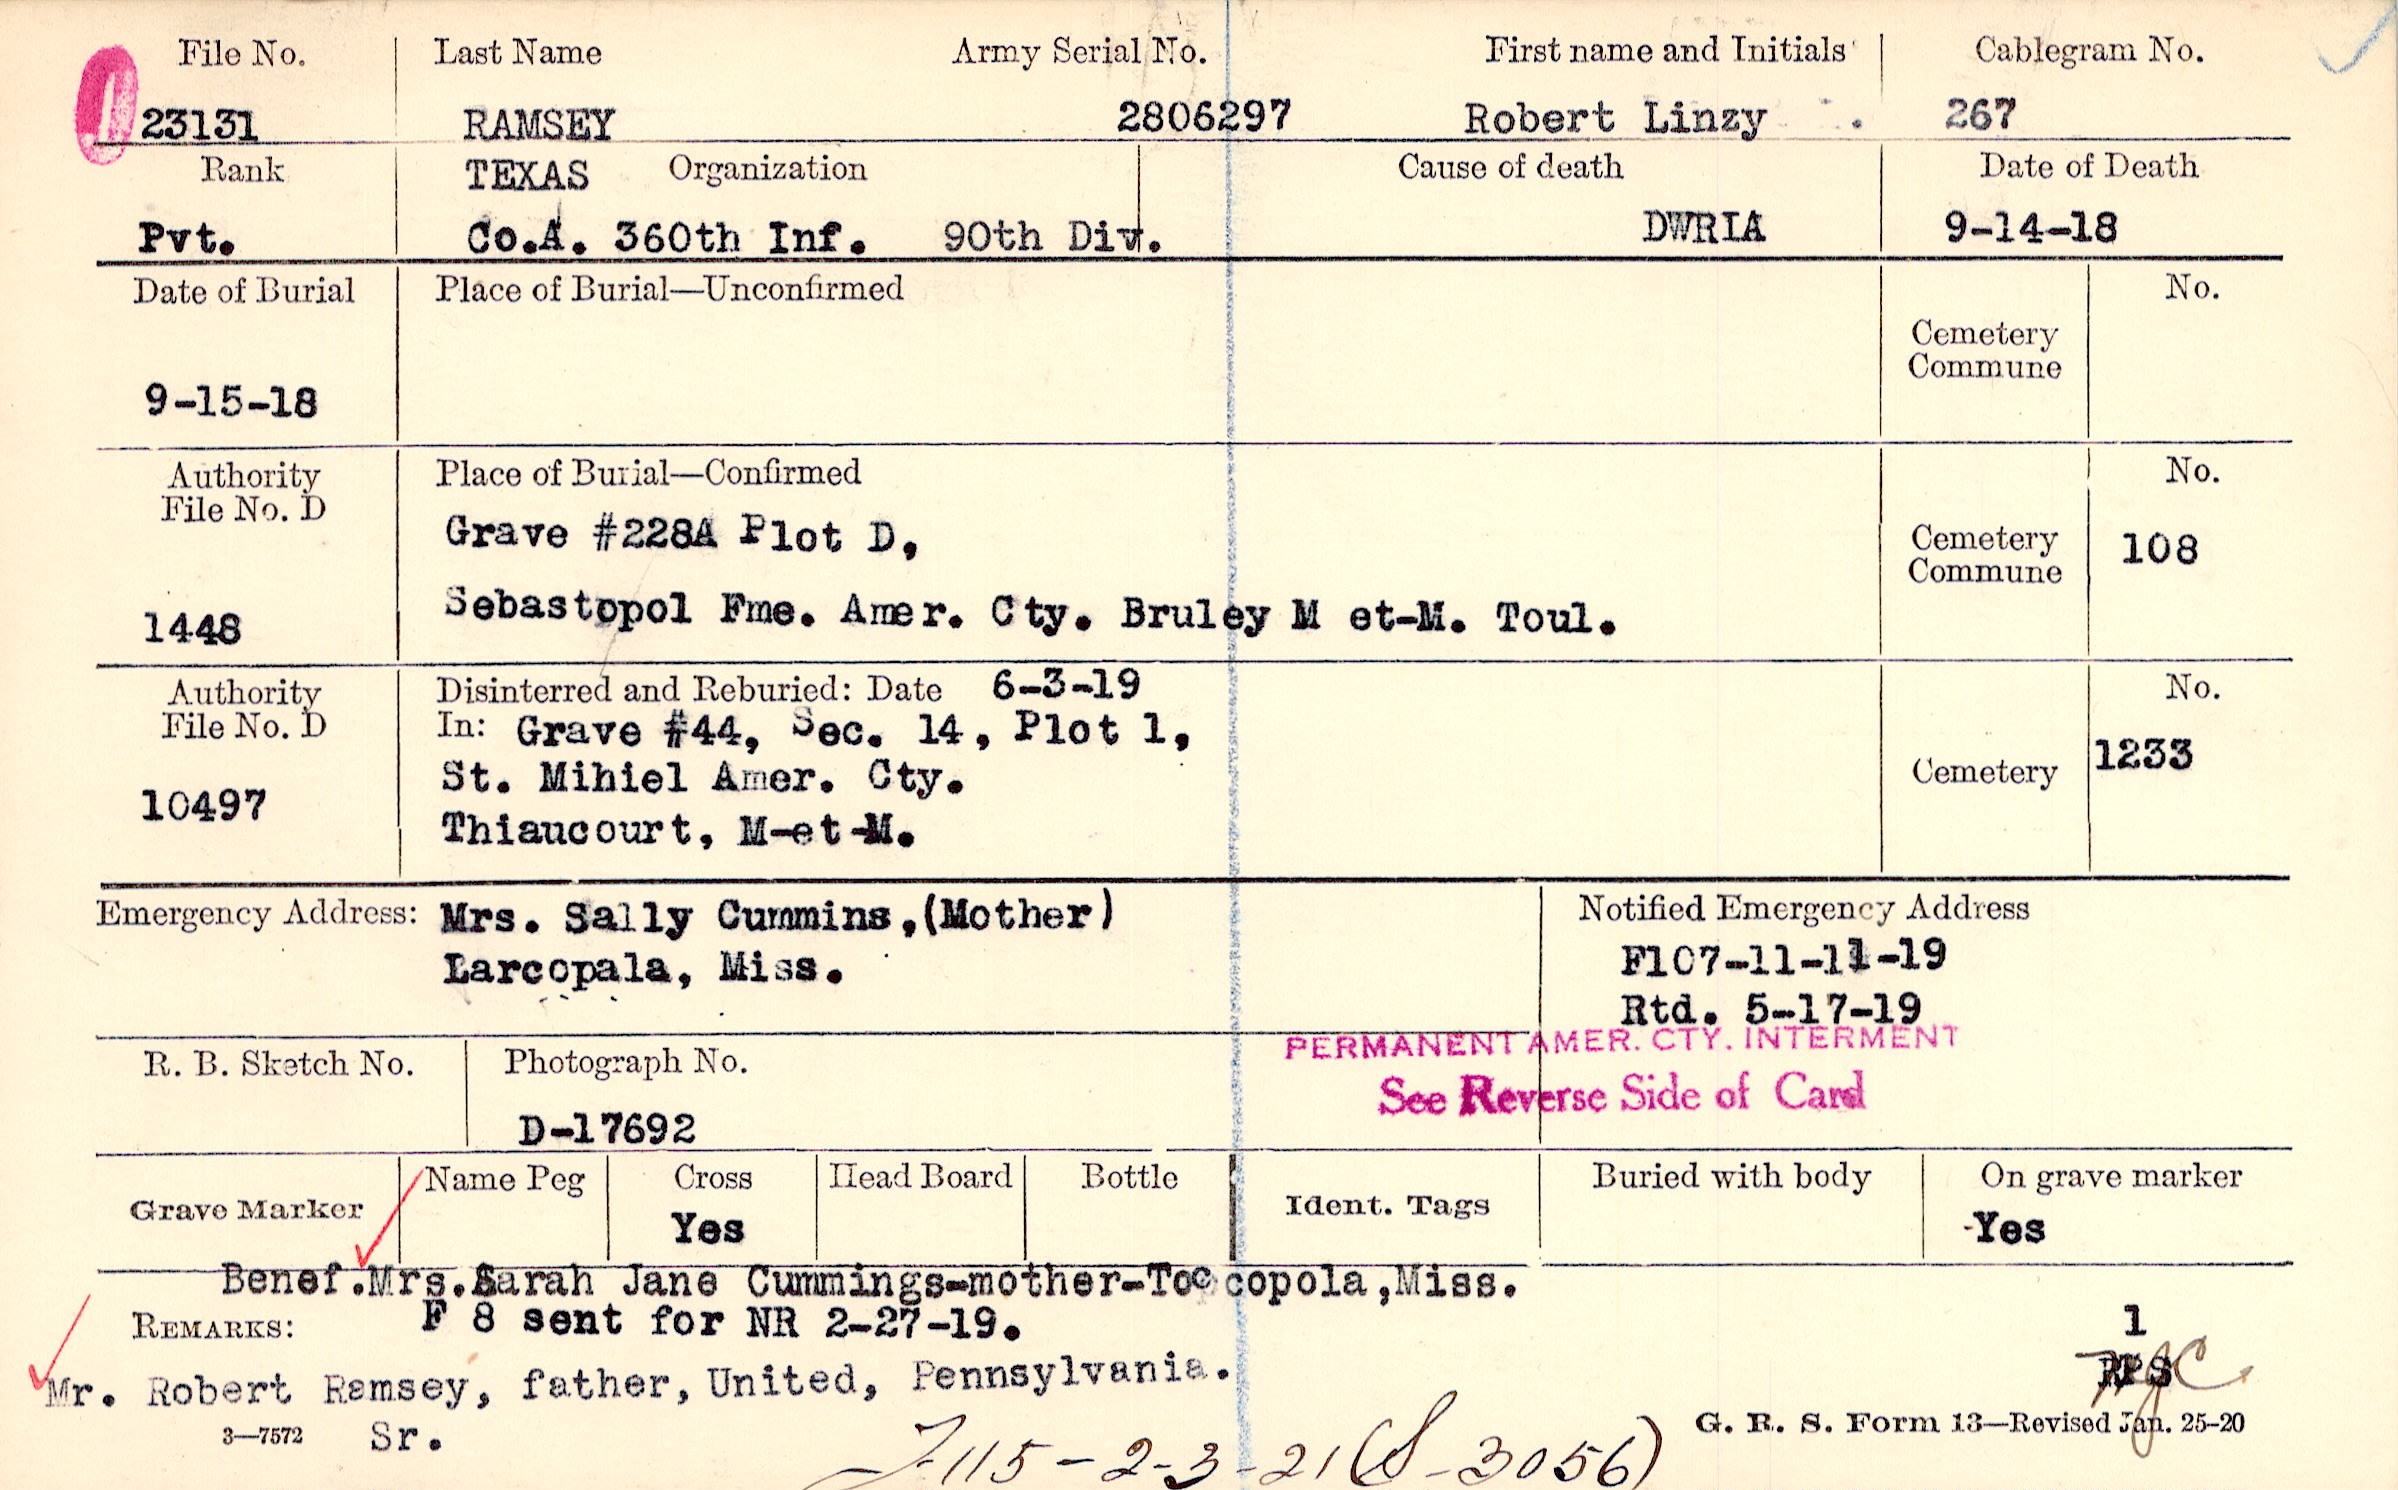 File No. Last Name Army Serial No. First name and Initials Cablegram No.
23131 RAMSEY 2806297 Robert Linzy . 267
Rank TEXAS Organization Cause of death Date of Death
Pvt. Co.A. 360th Inf. 90th Div. DWRIA 9-14-18
Date of Burial Place of Burial—Unconfirmed No.
Cemetery
Commune
9-15-18
Authority Place of Burial—Confirmed No.
File No. D
Grave #228A Plot D,
Cemetery 108
Commune
1448 Sebastopol Fme. Amer. Cty. Bruley M et-M. Toul.
Authority Disinterred and Reburied: Date 6-3-19 No.
File No. D In: Grave #44, Sec. 14, Plot 1,
St. Mihiel Amer. Cty. Cemetery 1233
10497 Thiaucourt, M-et-M.
Emergency Address: Mrs. Sally Cummins,(Mother) Notified Emergency Address
Larcopala, Miss. F107-11-11-19
Rtd. 5-17-19
PERMANENT AMER. CTY. INTERMENT
R. B. Sketch No. Photograph No. See Reverse Side of Card
D-17692
Grave Marker Name Peg Cross Head Board Bottle Ident. Tags Buried with body On grave marker
Yes -Yes
Benef.Mrs.Sarah Jane Cummings-mother-Toccopola,Miss.
REMARKS: F 8 sent for NR 2-27-19. 1
Mr. Robert Ramsey, father, United, Pennsylvania.
3—7572 Sr. G. R. S. Form 13—Revised Jan. 25-20
115-2-3-21(S-3056)